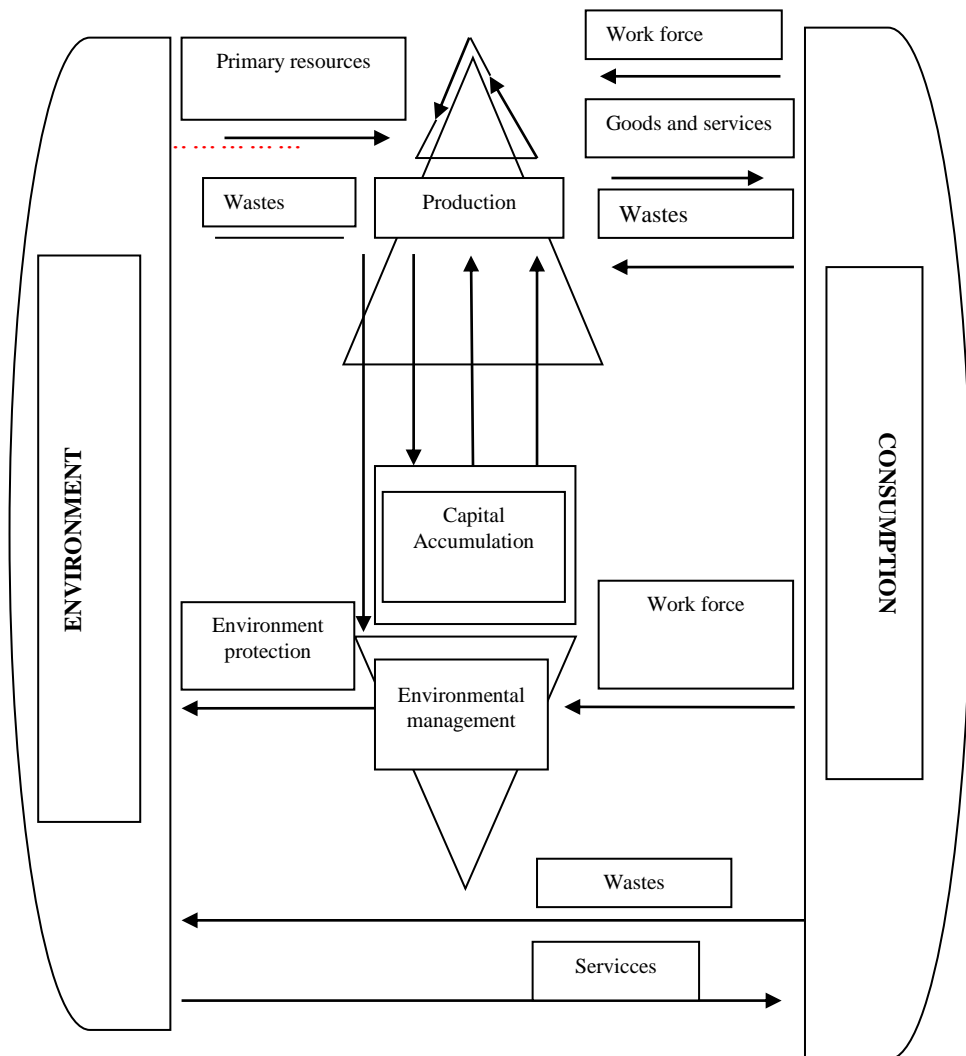 Work force
Primary resources
Goods and services
Wastes
Production
Wastes
ENVIRONMENT
CONSUMPTION
Capital
Accumulation
Work force
Environment
protection
Environmental
management
Wastes
Servicces